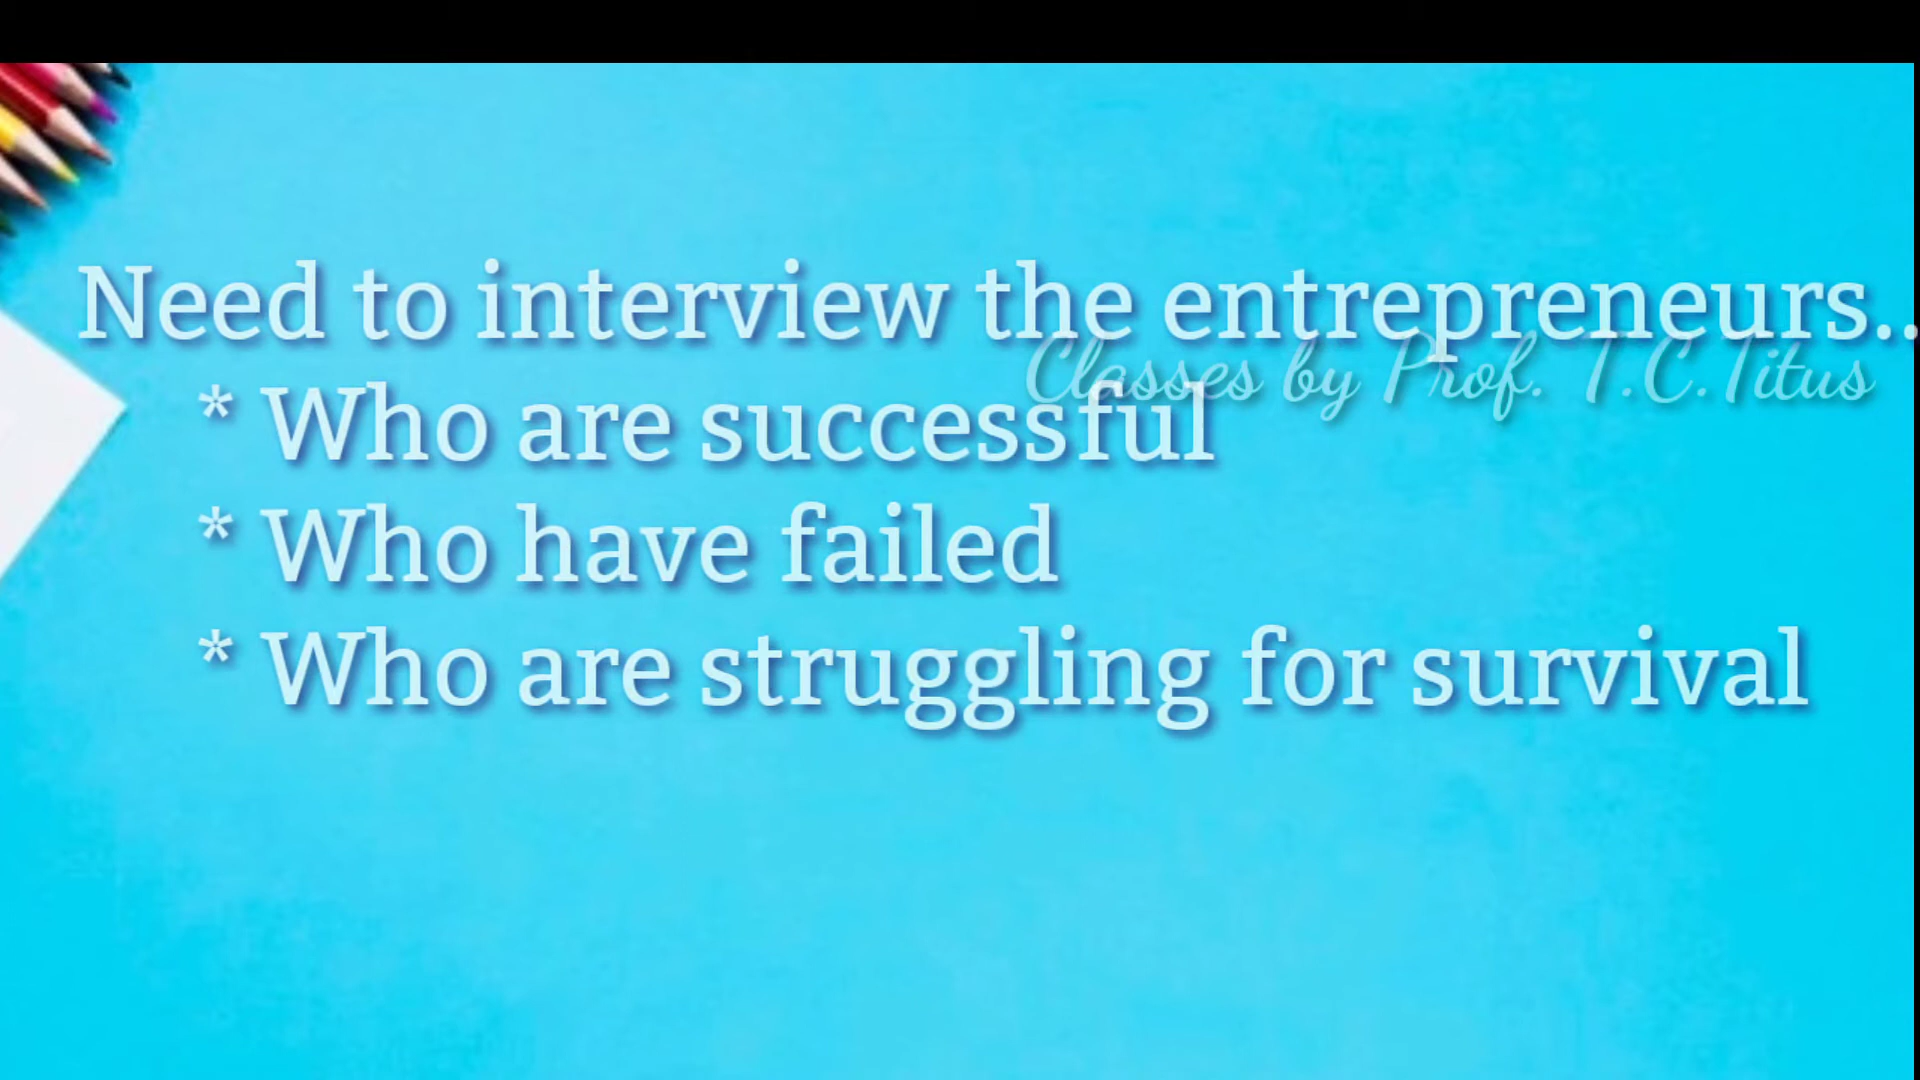 Need to interview the entrepreneurs..
Classes by Prof. T.C.Titus
* Who are successful
* Who have failed
* Who are struggling for survival